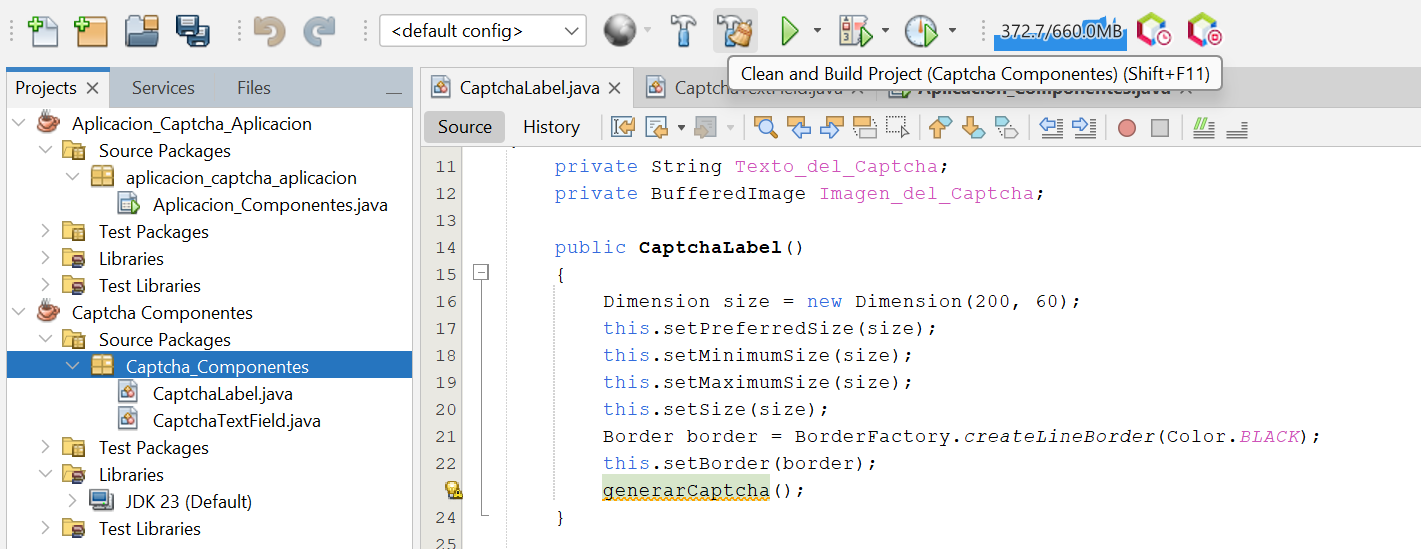 <default config>
372.7/660.0MB
Clean and Build Project (Captcha Componentes) (Shift+F11)
Projects
Services
Files
Aplicacion_Captcha_Aplicacion
Source Packages
aplicacion_captcha_aplicacion
Aplicacion_Componentes.java
Test Packages
Libraries
Test Libraries
Captcha Componentes
Source Packages
Captcha_Componentes
CaptchaLabel.java
CaptchaTextField.java
Test Packages
Libraries
JDK 23 (Default)
Test Libraries
CaptchaLabel.java
CaptchaTextField.java
Aplicacion_Componentes.java
Source
History
11 private String Texto_del_Captcha;
12 private BufferedImage Imagen_del_Captcha;
13
14 public CaptchaLabel()
15 {
16 Dimension size = new Dimension(200, 60);
17 this.setPreferredSize(size);
18 this.setMinimumSize(size);
19 this.setMaximumSize(size);
20 this.setSize(size);
21 Border border = BorderFactory.createLineBorder(Color.BLACK);
22 this.setBorder(border);
generarCaptcha();
24 }
25